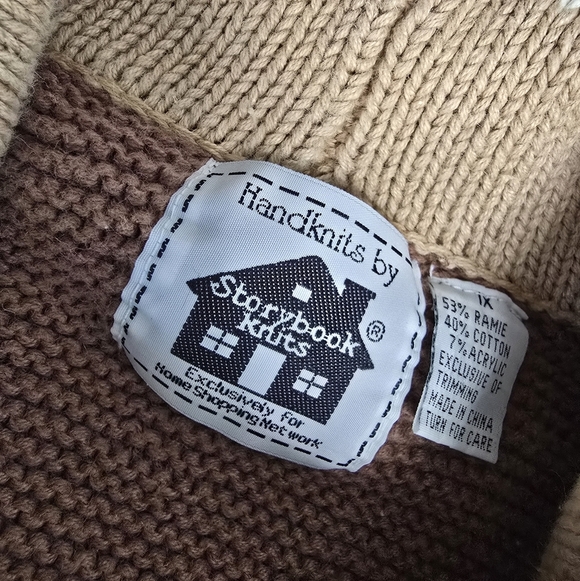 Handknits by
Storybook
Knits
®
Exclusively for
Home Shopping Network
1X
53% RAMIE
40% COTTON
7% ACRYLIC
EXCLUSIVE OF
TRIMMING
MADE IN CHINA
TURN FOR CARE